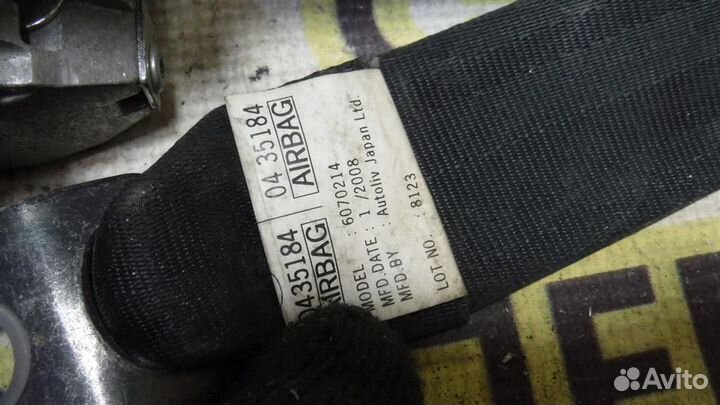 04 35184
AIRBAG
0435184
AIRBAG
MODEL : 6070214
MFD.DATE : 1 /2008
MFD.BY : Autoliv Japan Ltd.
LOT NO. : 8123
Avito